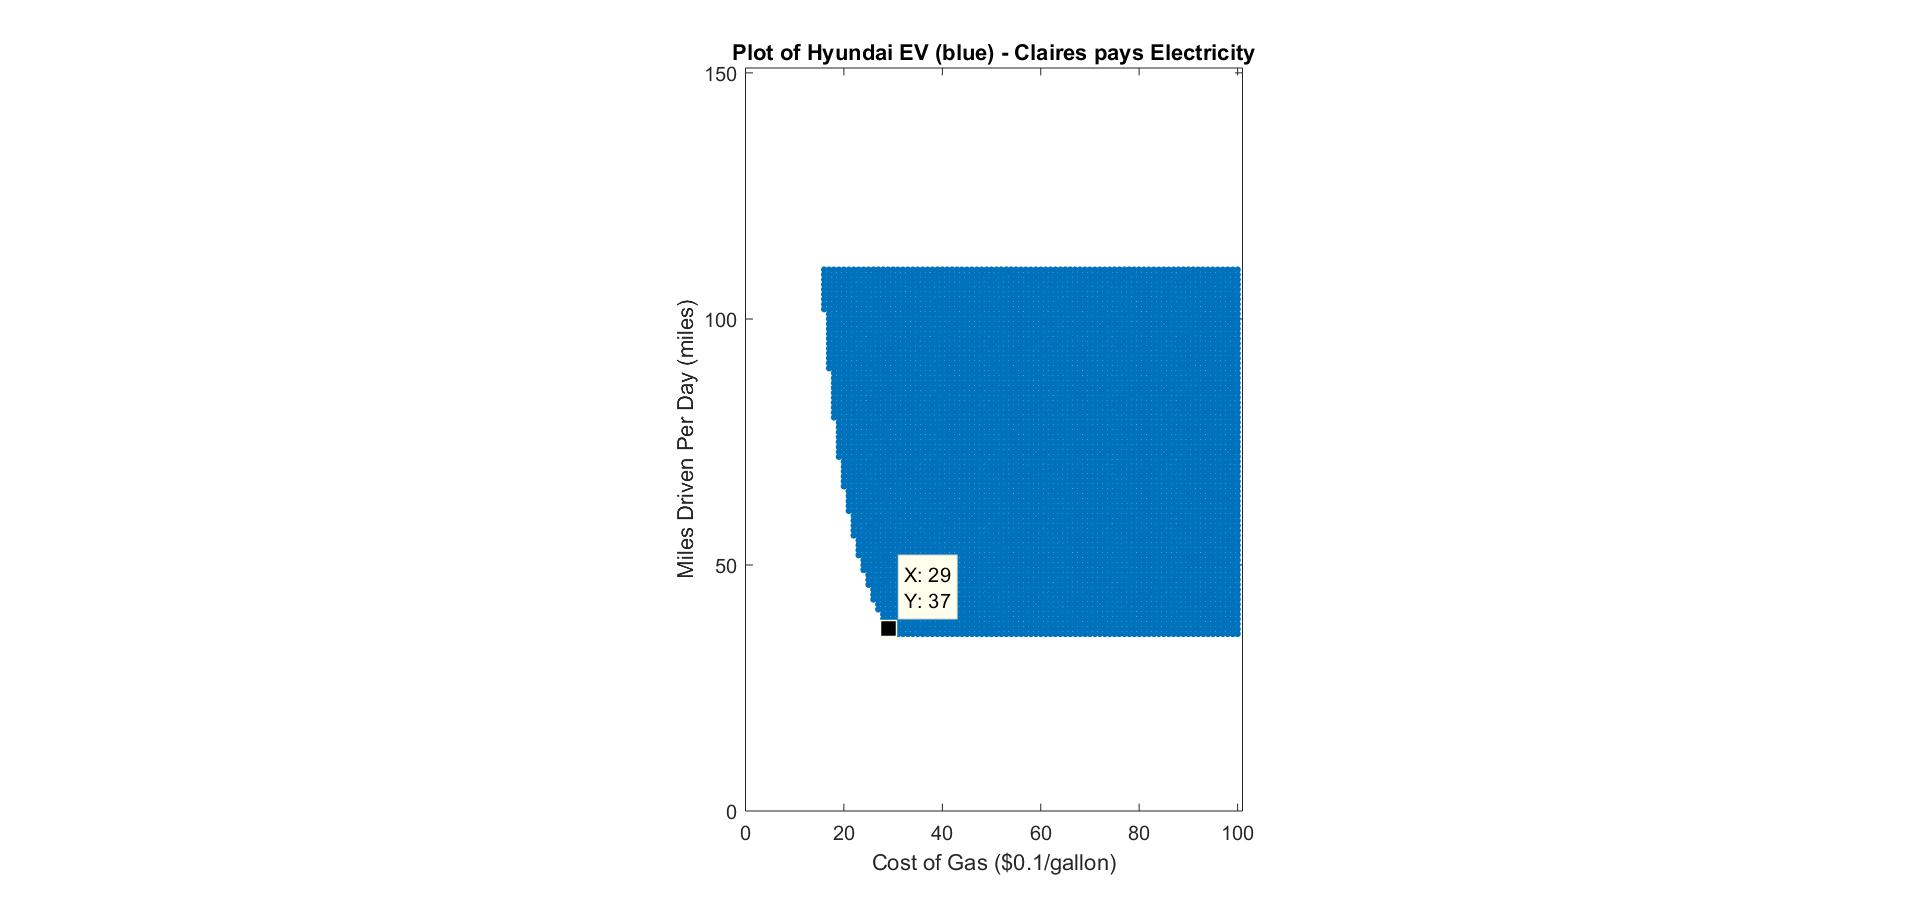 Plot of Hyundai EV (blue) - Claires pays Electricity
150
100
50
0
Miles Driven Per Day (miles)
X: 29
Y: 37
0 20 40 60 80 100
Cost of Gas ($0.1/gallon)